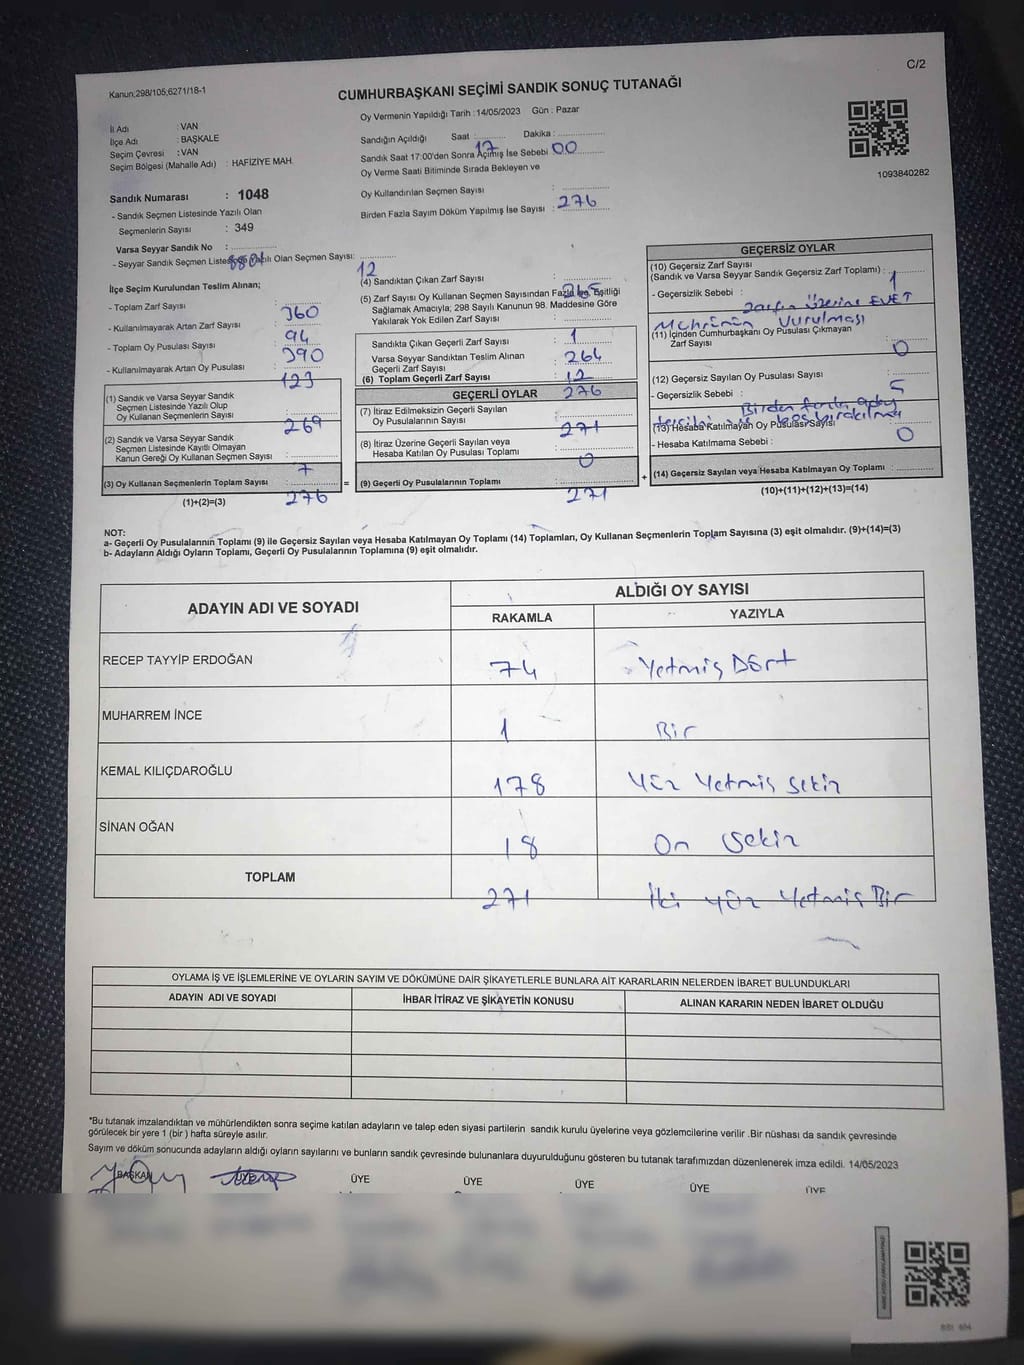 C/2
Kanun:298/105;6271/18-1
CUMHURBAŞKANI SEÇİMİ SANDIK SONUÇ TUTANAĞI
İl Adı : VAN
İlçe Adı : BAŞKALE
Seçim Çevresi : VAN
Seçim Bölgesi (Mahalle Adı) : HAFİZİYE MAH.
Sandık Numarası : 1048
- Sandık Seçmen Listesinde Yazılı Olan
Seçmenlerin Sayısı : 349
Varsa Seyyar Sandık No :
- Seyyar Sandık Seçmen Yazılı Olan Seçmen Sayısı:
12
Oy Vermenin Yapıldığı Tarih : 14/05/2023 Gün : Pazar
Sandığın Açıldığı Saat : 17 Dakika : 00
Sandık Saat 17:00'den Sonra Açımış İse Sebebi
Oy Verme Saati Bitiminde Sırada Bekleyen ve
Oy Kullandırılan Seçmen Sayısı :
276
Birden Fazla Sayım Döküm Yapılmış İse Sayısı :
1093840282
İlçe Seçim Kurulundan Teslim Alınan;
- Toplam Zarf Sayısı : 360
- Kullanılmayarak Artan Zarf Sayısı : 94
- Toplam Oy Pusulası Sayısı : 390
- Kullanılmayarak Artan Oy Pusulası : 123
(1) Sandık ve Varsa Seyyar Sandık
Seçmen Listesinde Yazılı Olup
Oy Kullanan Seçmenlerin Sayısı : 269
(2) Sandık ve Varsa Seyyar Sandık
Seçmen Listesinde Kayıtlı Olmayan
Kanun Gereği Oy Kullanan Seçmen Sayısı : 7
(3) Oy Kullanan Seçmenlerin Toplam Sayısı : 276
(1)+(2)=(3)
=
(4) Sandıktan Çıkan Zarf Sayısı : 265
(5) Zarf Sayısı Oy Kullanan Seçmen Sayısından Fazla İse, Eşitliği
Sağlamak Amacıyla, 298 Sayılı Kanunun 98. Maddesine Göre
Yakılarak Yok Edilen Zarf Sayısı :
1
Sandıkta Çıkan Geçerli Zarf Sayısı : 264
Varsa Seyyar Sandıktan Teslim Alınan
Geçerli Zarf Sayısı : 12
(6) Toplam Geçerli Zarf Sayısı : 276
GEÇERLİ OYLAR
(7) İtiraz Edilmeksizin Geçerli Sayılan
Oy Pusulalarının Sayısı : 271
(8) İtiraz Üzerine Geçerli Sayılan veya
Hesaba Katılan Oy Pusulası Toplamı : 0
(9) Geçerli Oy Pusulalarının Toplamı : 271
+
GEÇERSİZ OYLAR
(10) Geçersiz Zarf Sayısı
(Sandık ve Varsa Seyyar Sandık Geçersiz Zarf Toplamı) : 1
- Geçersizlik Sebebi :
zarfın üzerine EVET
Mührünün Vurulması
(11) İçinden Cumhurbaşkanı Oy Pusulası Çıkmayan
Zarf Sayısı : 0
(12) Geçersiz Sayılan Oy Pusulası Sayısı : 5
- Geçersizlik Sebebi :
Birden fazla aday
boş bırakılma
(13) Hesaba Katılmayan Oy Pusulası Sayısı : 0
- Hesaba Katılmama Sebebi :
(14) Geçersiz Sayılan veya Hesaba Katılmayan Oy Toplamı :
(10)+(11)+(12)+(13)=(14)
NOT:
a- Geçerli Oy Pusulalarının Toplamı (9) ile Geçersiz Sayılan veya Hesaba Katılmayan Oy Toplamı (14) Toplamları, Oy Kullanan Seçmenlerin Toplam Sayısına (3) eşit olmalıdır. (9)+(14)=(3)
b- Adayların Aldığı Oyların Toplamı, Geçerli Oy Pusulalarının Toplamına (9) eşit olmalıdır.
ADAYIN ADI VE SOYADI
ALDIĞI OY SAYISI
RAKAMLA YAZIYLA
RECEP TAYYİP ERDOĞAN 74 Yetmiş Dört
MUHARREM İNCE 1 Bir
KEMAL KILIÇDAROĞLU 178 Yüz Yetmiş Sekiz
SİNAN OĞAN 18 On Sekiz
TOPLAM 271 İki yüz Yetmiş Bir
OYLAMA İŞ VE İŞLEMLERİNE VE OYLARIN SAYIM VE DÖKÜMÜNE DAİR ŞİKAYETLERLE BUNLARA AİT KARARLARIN NELERDEN İBARET BULUNDUKLARI
ADAYIN ADI VE SOYADI İHBAR İTİRAZ VE ŞİKAYETİN KONUSU ALINAN KARARIN NEDEN İBARET OLDUĞU
*Bu tutanak imzalandıktan ve mühürlendikten sonra seçime katılan adayların ve talep eden siyasi partilerin sandık kurulu üyelerine veya gözlemcilerine verilir .Bir nüshası da sandık çevresinde
görülecek bir yere 1 (bir ) hafta süreyle asılır.
Sayım ve döküm sonucunda adayların aldığı oyların sayılarını ve bunların sandık çevresinde bulunanlara duyurulduğunu gösteren bu tutanak tarafımızdan düzenlenerek imza edildi. 14/05/2023
BAŞKAN ÜYE ÜYE ÜYE ÜYE ÜYE ÜYE